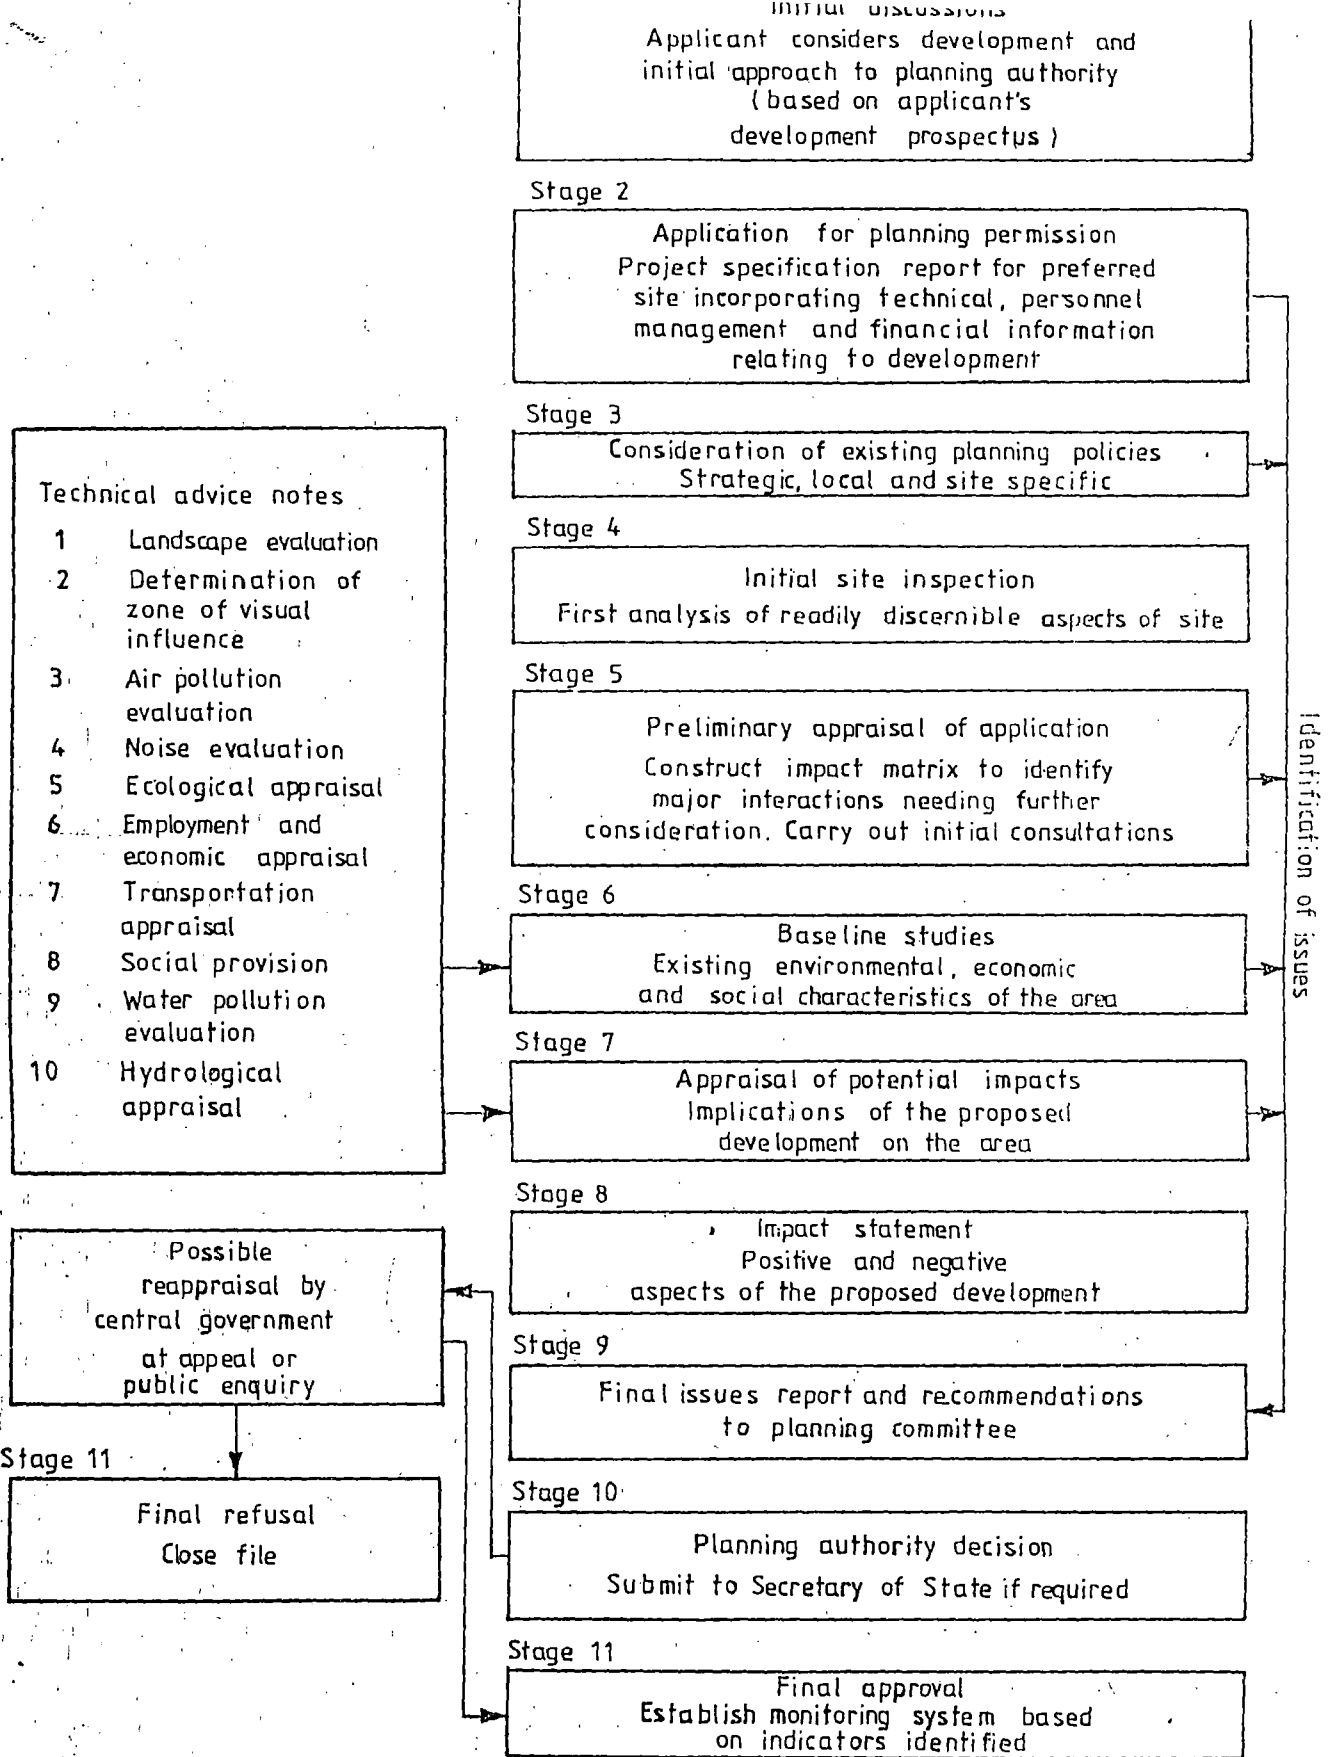 Initial discussions
Applicant considers development and
initial approach to planning authority
(based on applicant's
development prospectus)
Stage 2
Application for planning permission
Project specification report for preferred
site incorporating technical, personnel
management and financial information
relating to development
Stage 3
Consideration of existing planning policies
Strategic, local and site specific
Stage 4
Initial site inspection
First analysis of readily discernible aspects of site
Stage 5
Preliminary appraisal of application
Construct impact matrix to identify
major interactions needing further
consideration. Carry out initial consultations
Stage 6
Baseline studies
Existing environmental, economic
and social characteristics of the area
Stage 7
Appraisal of potential impacts
Implications of the proposed
development on the area
Stage 8
Impact statement
Positive and negative
aspects of the proposed development
Stage 9
Final issues report and recommendations
to planning committee
Stage 10
Planning authority decision
Submit to Secretary of State if required
Stage 11
Final approval
Establish monitoring system based
on indicators identified
Identification of issues
Technical advice notes
1 Landscape evaluation
2 Determination of
zone of visual
influence
3 Air pollution
evaluation
4 Noise evaluation
5 Ecological appraisal
6 Employment and
economic appraisal
7 Transportation
appraisal
8 Social provision
9 Water pollution
evaluation
10 Hydrological
appraisal
Possible
reappraisal by
central government
at appeal or
public enquiry
Stage 11
Final refusal
Close file